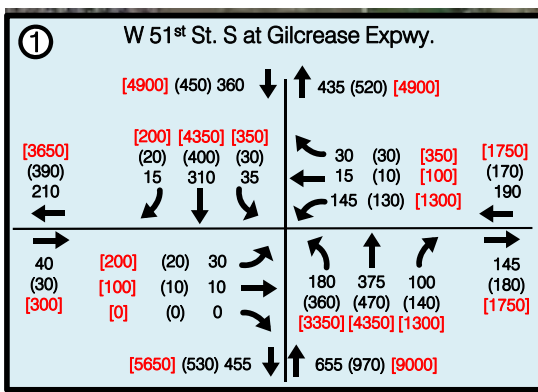 1 W 51st St. S at Gilcrease Expwy.
[4900] (450) 360 435 (520) [4900]
[3650]
(390)
210
[200] [4350] [350]
(20) (400) (30)
15 310 35
30 (30) [350]
15 (10) [100]
145 (130) [1300]
[1750]
(170)
190
40
(30)
[300]
[200] (20) 30
[100] (10) 10
[0] (0) 0
180 375 100
(360) (470) (140)
[3350] [4350] [1300]
145
(180)
[1750]
[5650] (530) 455 655 (970) [9000]